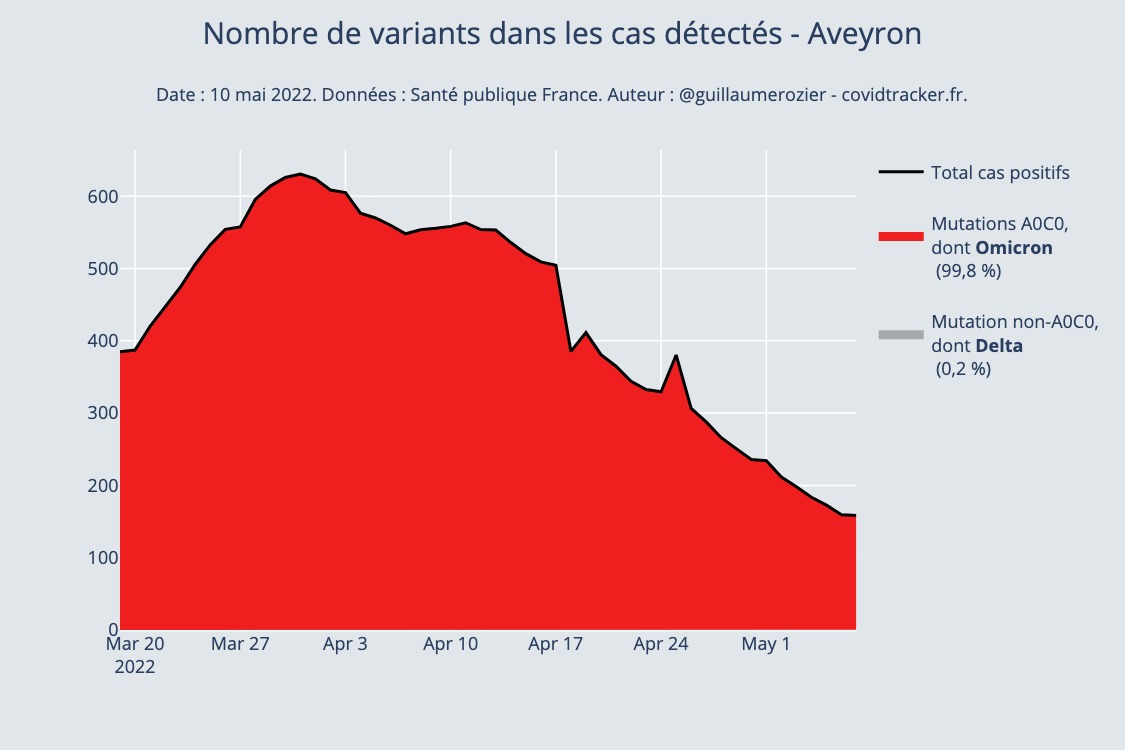 Nombre de variants dans les cas détectés - Aveyron
Date : 10 mai 2022. Données : Santé publique France. Auteur : @guillaumerozier - covidtracker.fr.
Total cas positifs
Mutations A0C0,
dont Omicron
(99,8 %)
Mutation non-A0C0,
dont Delta
(0,2 %)
600
500
400
300
200
100
0
Mar 20
2022
Mar 27
Apr 3
Apr 10
Apr 17
Apr 24
May 1